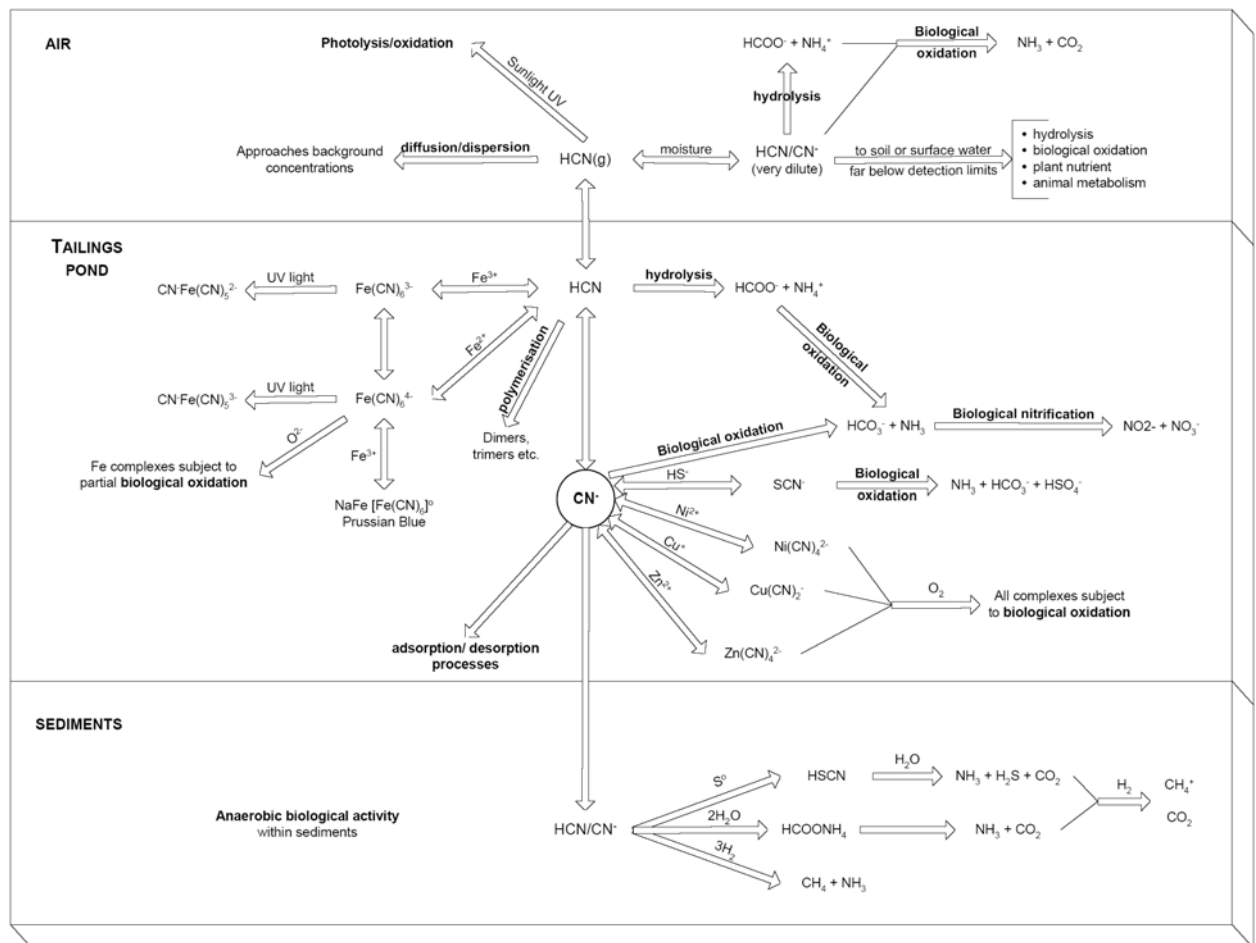 AIR
Photolysis/oxidation
Sunlight UV
HCOO⁻ + NH₄⁺
Biological
oxidation
NH₃ + CO₂
hydrolysis
Approaches background
concentrations
diffusion/dispersion
HCN(g)
moisture
HCN/CN⁻
(very dilute)
to soil or surface water
far below detection limits
• hydrolysis
• biological oxidation
• plant nutrient
• animal metabolism
TAILINGS
POND
CN⁻Fe(CN)₅²⁻
UV light
Fe(CN)₆³⁻
Fe³⁺
HCN
hydrolysis
HCOO⁻ + NH₄⁺
Fe²⁺
polymerisation
Biological
oxidation
CN⁻Fe(CN)₅³⁻
UV light
Fe(CN)₆⁴⁻
O²⁻
Fe³⁺
Dimers,
trimers etc.
Biological oxidation
HCO₃⁻ + NH₃
Biological nitrification
NO2- + NO₃⁻
Fe complexes subject to
partial biological oxidation
NaFe [Fe(CN)₆]⁰
Prussian Blue
CN⁻
HS⁻
SCN⁻
Biological
oxidation
NH₃ + HCO₃⁻ + HSO₄⁻
Ni²⁺
Ni(CN)₄²⁻
Cu⁺
Cu(CN)₂⁻
Zn²⁺
Zn(CN)₄²⁻
O₂
All complexes subject
to biological oxidation
adsorption/ desorption
processes
SEDIMENTS
Anaerobic biological activity
within sediments
HCN/CN⁻
S⁰
HSCN
H₂O
NH₃ + H₂S + CO₂
2H₂O
HCOONH₄
NH₃ + CO₂
H₂
CH₄⁺
CO₂
3H₂
CH₄ + NH₃